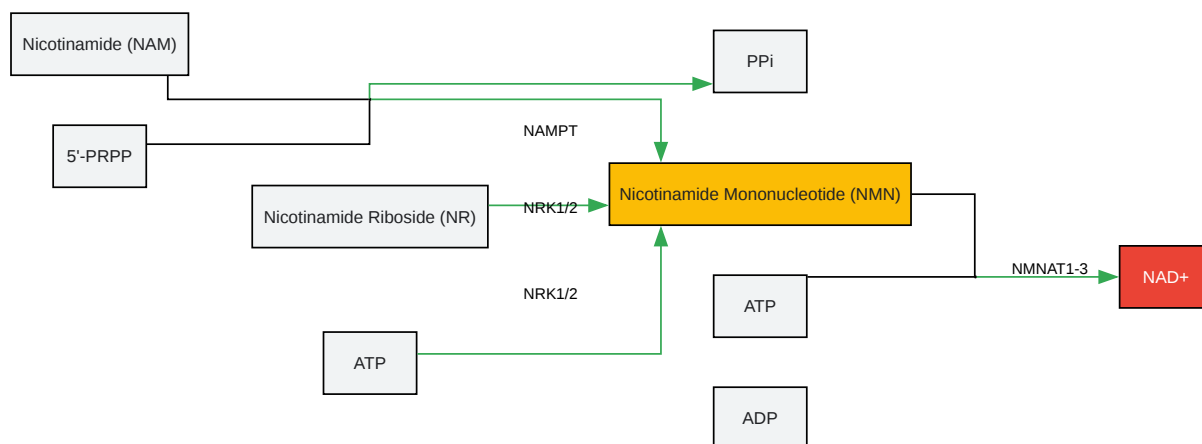 Nicotinamide (NAM)
PPi
NAMPT
5'-PRPP
Nicotinamide Mononucleotide (NMN)
Nicotinamide Riboside (NR)
NRK1/2
NMNAT1-3
NAD+
NRK1/2
ATP
ATP
ADP